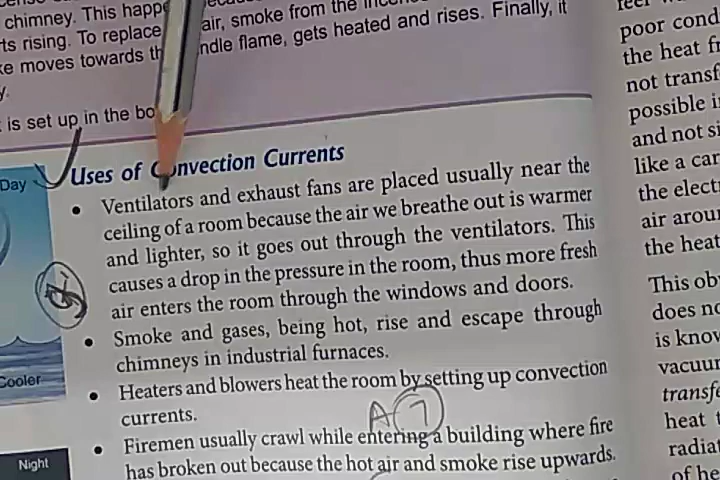 chimney. This
air, smoke from the
rts rising. To replace
ke moves towards
ndle flame, gets heated and rises. Finally, it
y.
is set up in the bo
Uses of Convection Currents
• Ventilators and exhaust fans are placed usually near the
ceiling of a room because the air we breathe out is warmer
and lighter, so it goes out through the ventilators. This
causes a drop in the pressure in the room, thus more fresh
air enters the room through the windows and doors.
• Smoke and gases, being hot, rise and escape through
chimneys in industrial furnaces.
• Heaters and blowers heat the room by setting up convection
currents.
A 7
• Firemen usually crawl while entering a building where fire
has broken out because the hot air and smoke rise upwards.
Day
Cooler
Night
poor cond
the heat fr
not transf
possible i
and not si
like a car
the elect
air arou
the heat
This ob
does no
is know
vacuum
transfe
heat t
radiat
of he